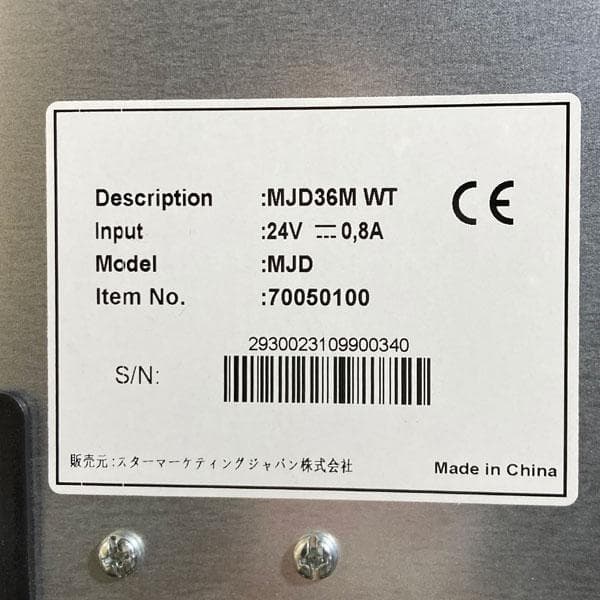 Description :MJD36M WT
Input :24V ⎓ 0,8A
Model :MJD
Item No. :70050100
CE
2930023109900340
S/N:
販売元:スターマーケティングジャパン株式会社
Made in China